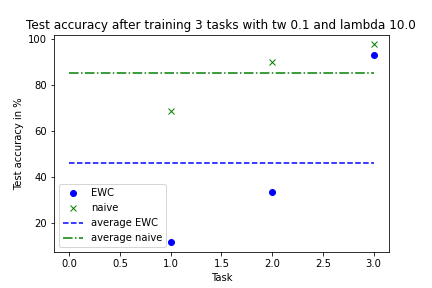 Test accuracy after training 3 tasks with tw 0.1 and lambda 10.0
100
80
60
40
20
Test accuracy in %
EWC
naive
average EWC
average naive
0.0 0.5 1.0 1.5 2.0 2.5 3.0
Task